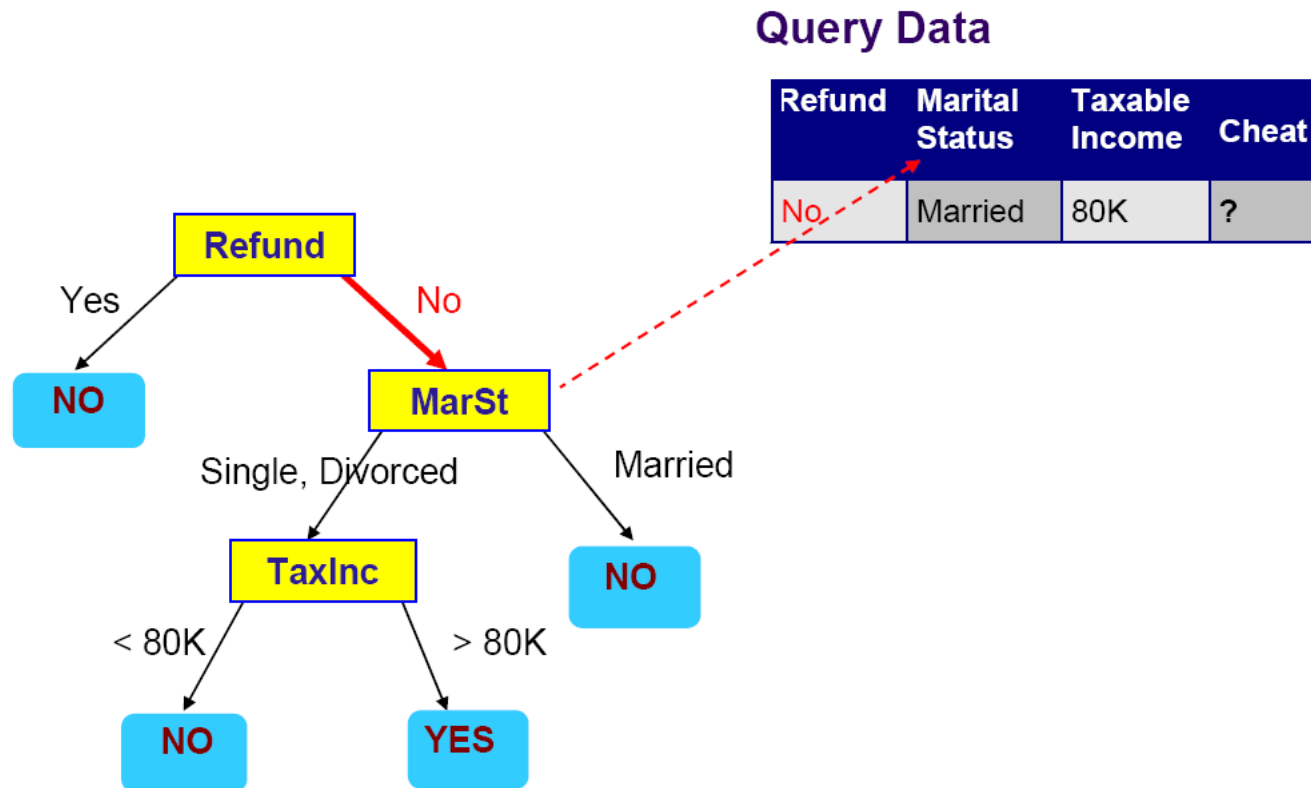 Query Data
Refund Marital Status Taxable Income Cheat
No Married 80K ?
Refund
Yes No
NO MarSt
Single, Divorced Married
TaxInc NO
< 80K > 80K
NO YES